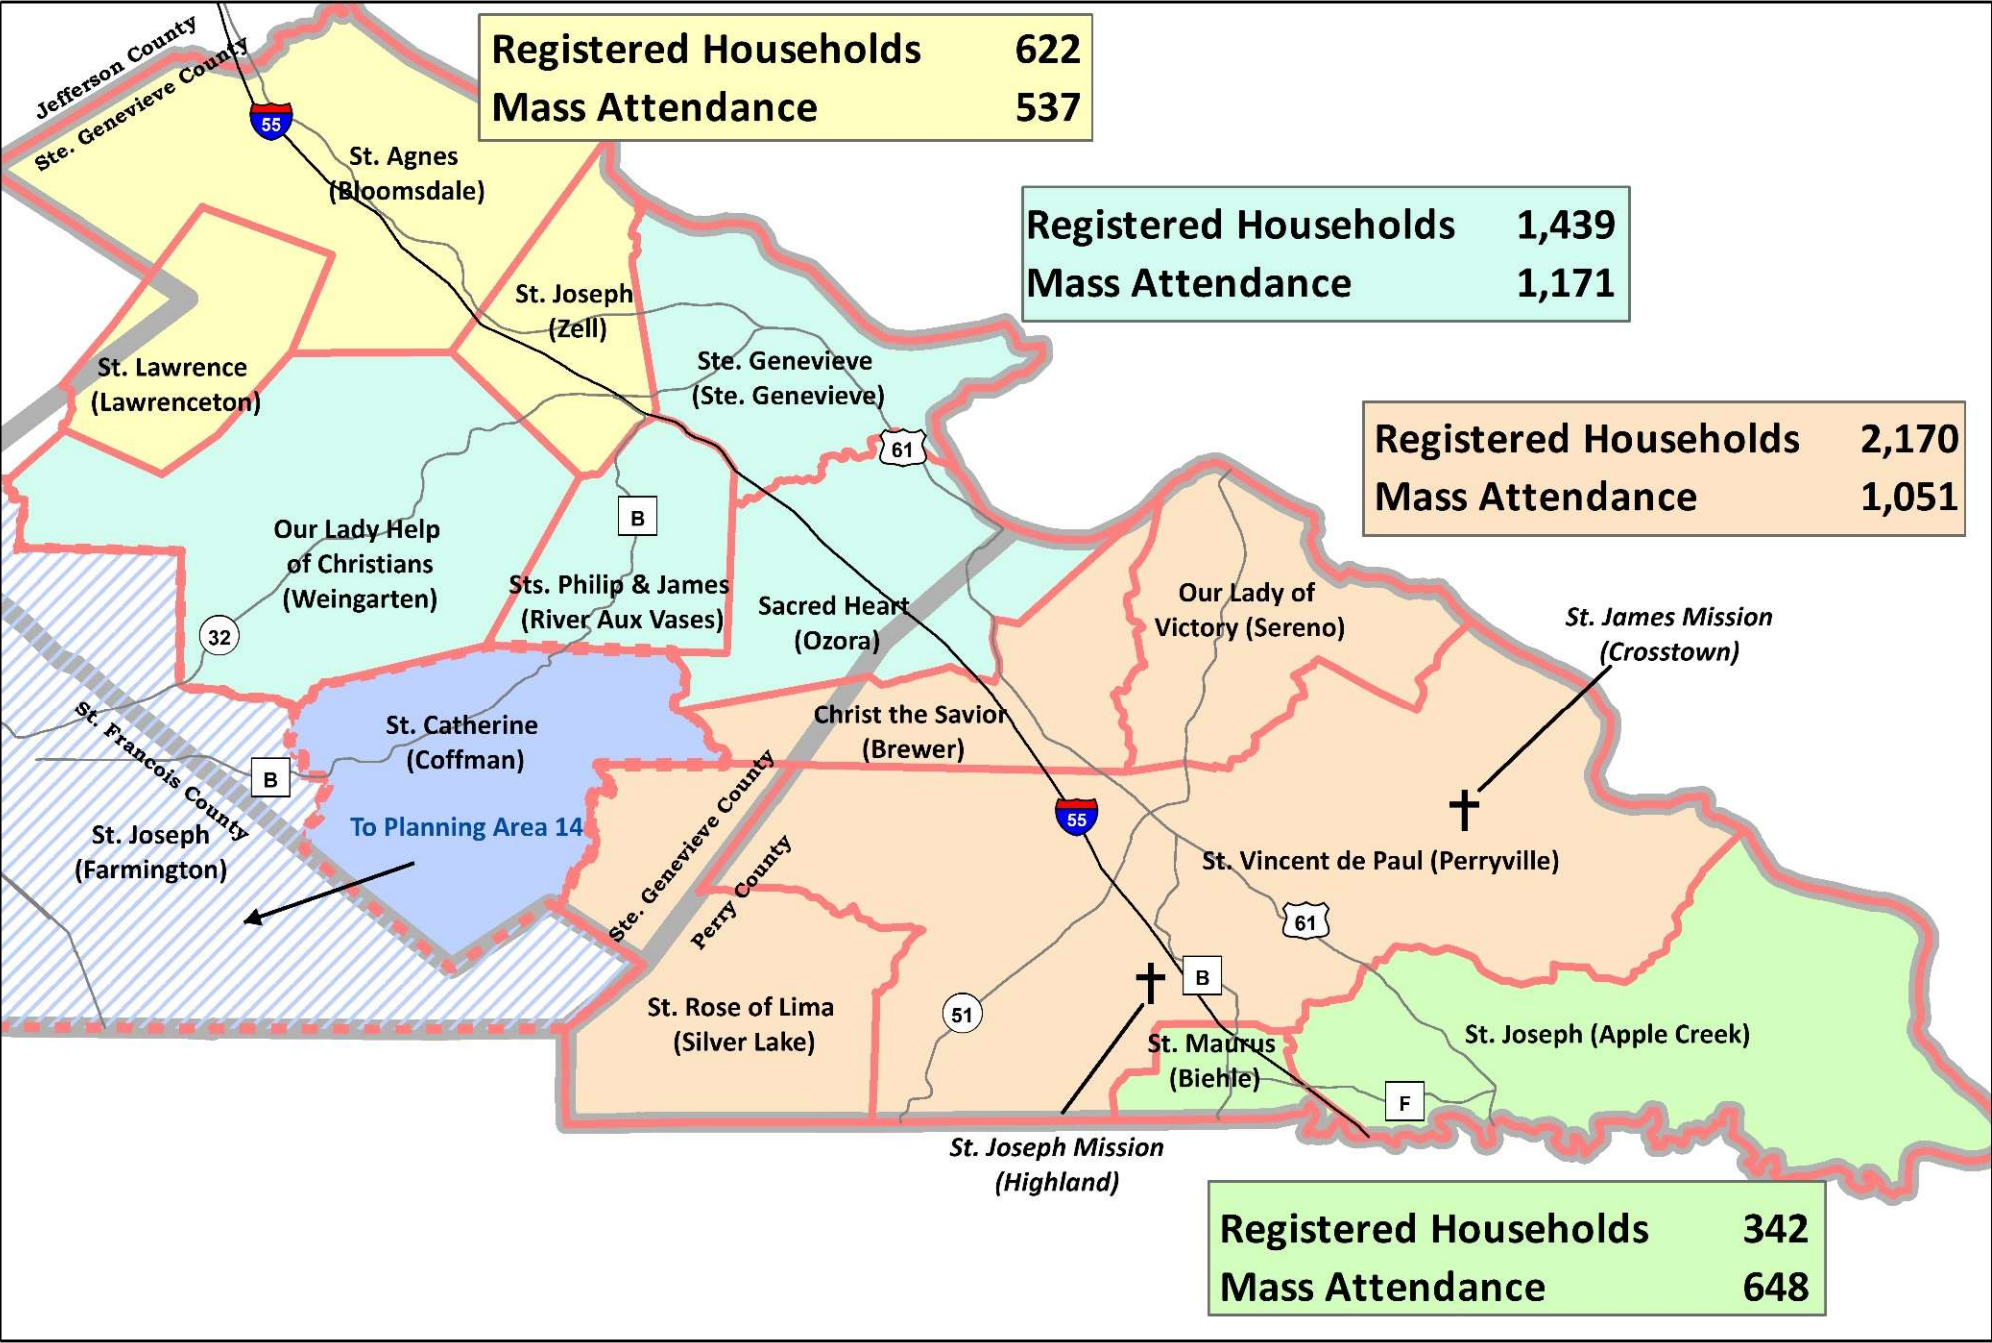 Jefferson County
Ste. Genevieve County
55
Registered Households 622
Mass Attendance 537
St. Agnes
(Bloomsdale)
Registered Households 1,439
Mass Attendance 1,171
St. Joseph
(Zell)
St. Lawrence
(Lawrenceton)
Ste. Genevieve
(Ste. Genevieve)
61
Registered Households 2,170
Mass Attendance 1,051
Our Lady Help
of Christians
(Weingarten)
B
Sts. Philip & James
(River Aux Vases)
Sacred Heart
(Ozora)
32
Our Lady of
Victory (Sereno)
St. James Mission
(Crosstown)
St. Francois County
St. Catherine
(Coffman)
Christ the Savior
(Brewer)
B
To Planning Area 14
St. Joseph
(Farmington)
Ste. Genevieve County
Perry County
55
St. Vincent de Paul (Perryville)
61
B
St. Rose of Lima
(Silver Lake)
51
St. Maurus
(Biehle)
St. Joseph (Apple Creek)
F
St. Joseph Mission
(Highland)
Registered Households 342
Mass Attendance 648